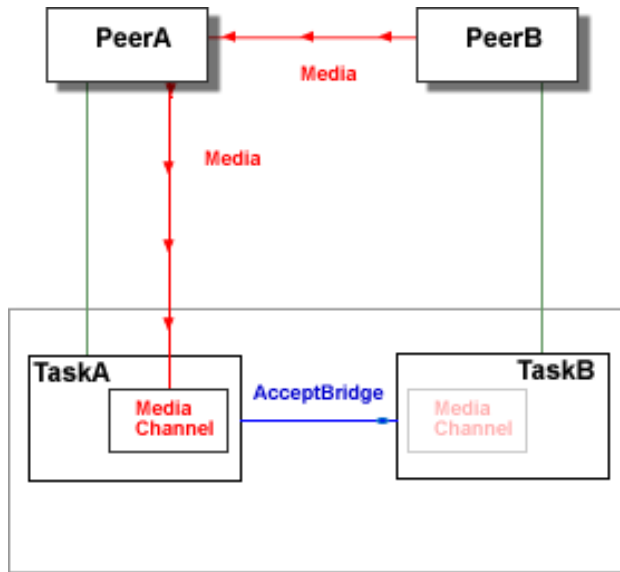 PeerA
PeerB
Media
Media
TaskA
TaskB
AcceptBridge
Media
Channel
Media
Channel